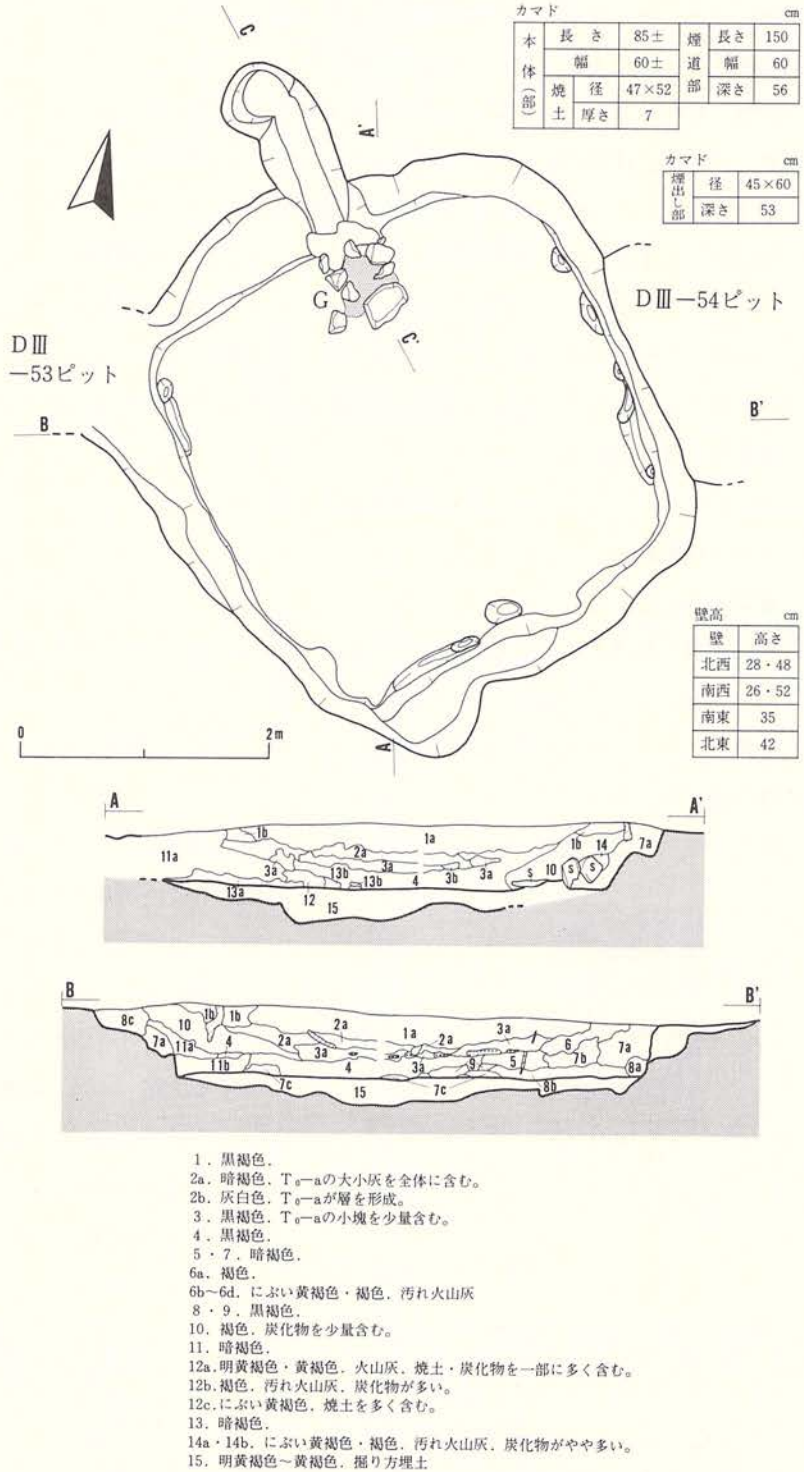 カマド cm
本体(部) 長さ 85± 煙道部 長さ 150
幅 60± 幅 60
焼土 径 47×52 深さ 56
厚さ 7
カマド cm
煙出し部 径 45×60
深さ 53
C
A'
G
C'
DⅢ
―53ピット
DⅢ―54ピット
B
B'
壁高 cm
壁 高さ
北西 28・48
南西 26・52
南東 35
北東 42
0 2m
A
A A'
1b 1a 1b 14 7a
11a 2a 3a
3a 13b 13b 4 3b 3a s 10 s s
13a 12 15
B B'
8c 10 1b 1b 2a 1a 2a 3a
7a 11a 4 2a 3a 6 7b 7a
11b 4 3a 9 5 8a
7c 15 7c 8b
1. 黒褐色.
2a. 暗褐色. T₀―aの大小灰を全体に含む。
2b. 灰白色. T₀―aが層を形成。
3. 黒褐色. T₀―aの小塊を少量含む。
4. 黒褐色.
5・7. 暗褐色.
6a. 褐色.
6b~6d. にぶい黄褐色・褐色. 汚れ火山灰
8・9. 黒褐色.
10. 褐色. 炭化物を少量含む。
11. 暗褐色.
12a.明黄褐色・黄褐色. 火山灰. 焼土・炭化物を一部に多く含む。
12b.褐色. 汚れ火山灰. 炭化物が多い。
12c.にぶい黄褐色. 焼土を多く含む。
13. 暗褐色.
14a・14b. にぶい黄褐色・褐色. 汚れ火山灰. 炭化物がやや多い。
15. 明黄褐色~黄褐色. 掘り方埋土